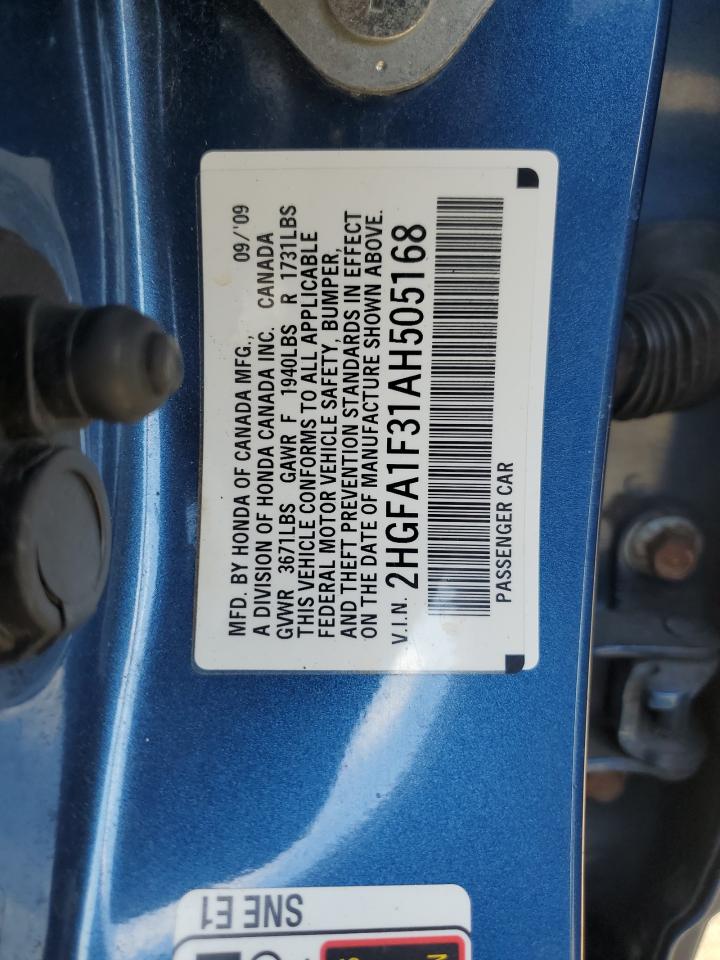 MFD. BY HONDA OF CANADA MFG., 09/'09
A DIVISION OF HONDA CANADA INC. CANADA
GVWR 3671LBS GAWR F 1940LBS R 1731LBS
THIS VEHICLE CONFORMS TO ALL APPLICABLE
FEDERAL MOTOR VEHICLE SAFETY, BUMPER,
AND THEFT PREVENTION STANDARDS IN EFFECT
ON THE DATE OF MANUFACTURE SHOWN ABOVE.
V.I.N. 2HGFA1F31AH505168
PASSENGER CAR
SNE E1